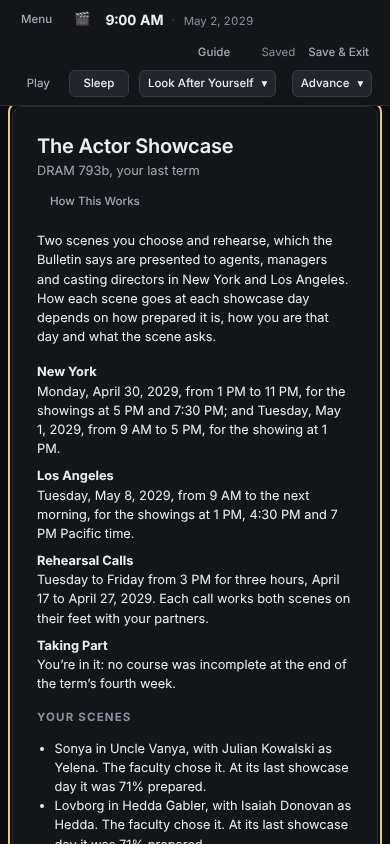 Menu 🎬 9:00 AM · May 2, 2029
Guide Saved Save & Exit
Play Sleep Look After Yourself ▾ Advance ▾
The Actor Showcase
DRAM 793b, your last term
How This Works
Two scenes you choose and rehearse, which the
Bulletin says are presented to agents, managers
and casting directors in New York and Los Angeles.
How each scene goes at each showcase day
depends on how prepared it is, how you are that
day and what the scene asks.
New York
Monday, April 30, 2029, from 1 PM to 11 PM, for the
showings at 5 PM and 7:30 PM; and Tuesday, May
1, 2029, from 9 AM to 5 PM, for the showing at 1
PM.
Los Angeles
Tuesday, May 8, 2029, from 9 AM to the next
morning, for the showings at 1 PM, 4:30 PM and 7
PM Pacific time.
Rehearsal Calls
Tuesday to Friday from 3 PM for three hours, April
17 to April 27, 2029. Each call works both scenes on
their feet with your partners.
Taking Part
You’re in it: no course was incomplete at the end of
the term’s fourth week.
YOUR SCENES
• Sonya in Uncle Vanya, with Julian Kowalski as
Yelena. The faculty chose it. At its last showcase
day it was 71% prepared.
• Lovborg in Hedda Gabler, with Isaiah Donovan as
Hedda. The faculty chose it. At its last showcase
day it was 71% prepared.